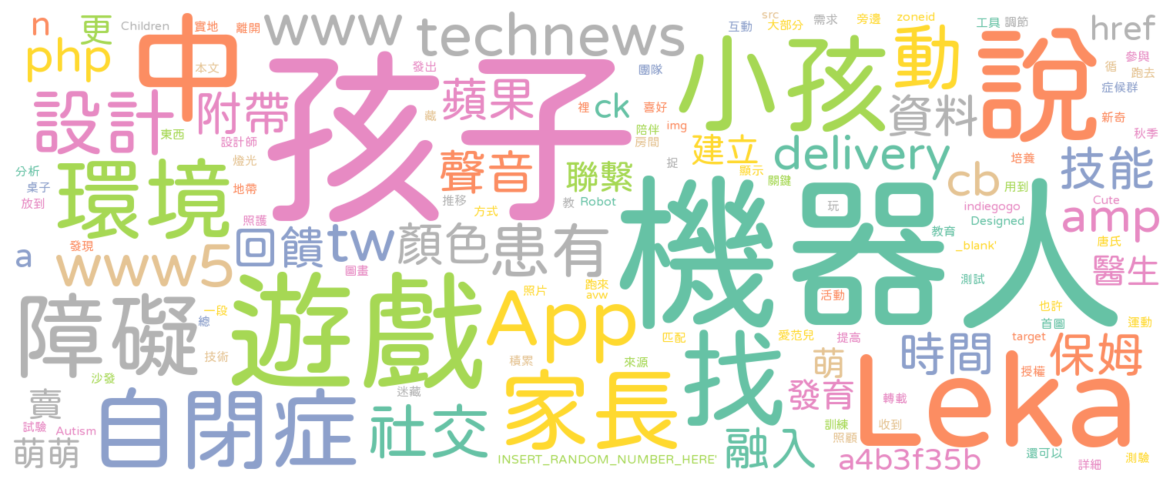 n
更
Children
實地
離開
www
technews
互動
src
大部分
需求
旁邊
zoneid
工具
調節
href
php
本文
中
孩子
發出
團隊
小孩
動
說
循
參與
跑去
症候群
設計
附帶
蘋果
藏
裡
ck
喜好
陪伴
img
房間
資料
新奇
秋季
東西
設計師
燈光
聲音
聯繫
捉
建立
顯示
關鍵
delivery
技能
培養
分析
桌子
放到
環境
地帶
照護
推移
方式
教
Robot
機器人
玩
cb
用到
indiegogo
Designed
Cute
amp
唐氏
a
發現
www5
回饋
tw
圖畫
顏色
患有
教育
_blank'
測試
醫生
障礙
一段
總
技術
沙發
遊戲
App
照片
跑來
avw
匹配
積累
來源
迷藏
找
活動
愛范兒
提高
也許
首圖
運動
target
授權
保姆
時間
萌
發育
轉載
Leka
賣
試驗
Autism
萌萌
自閉症
社交
家長
INSERT_RANDOM_NUMBER_HERE'
融入
訓練
照顧
收到
a4b3f35b
還可以
詳細
測驗